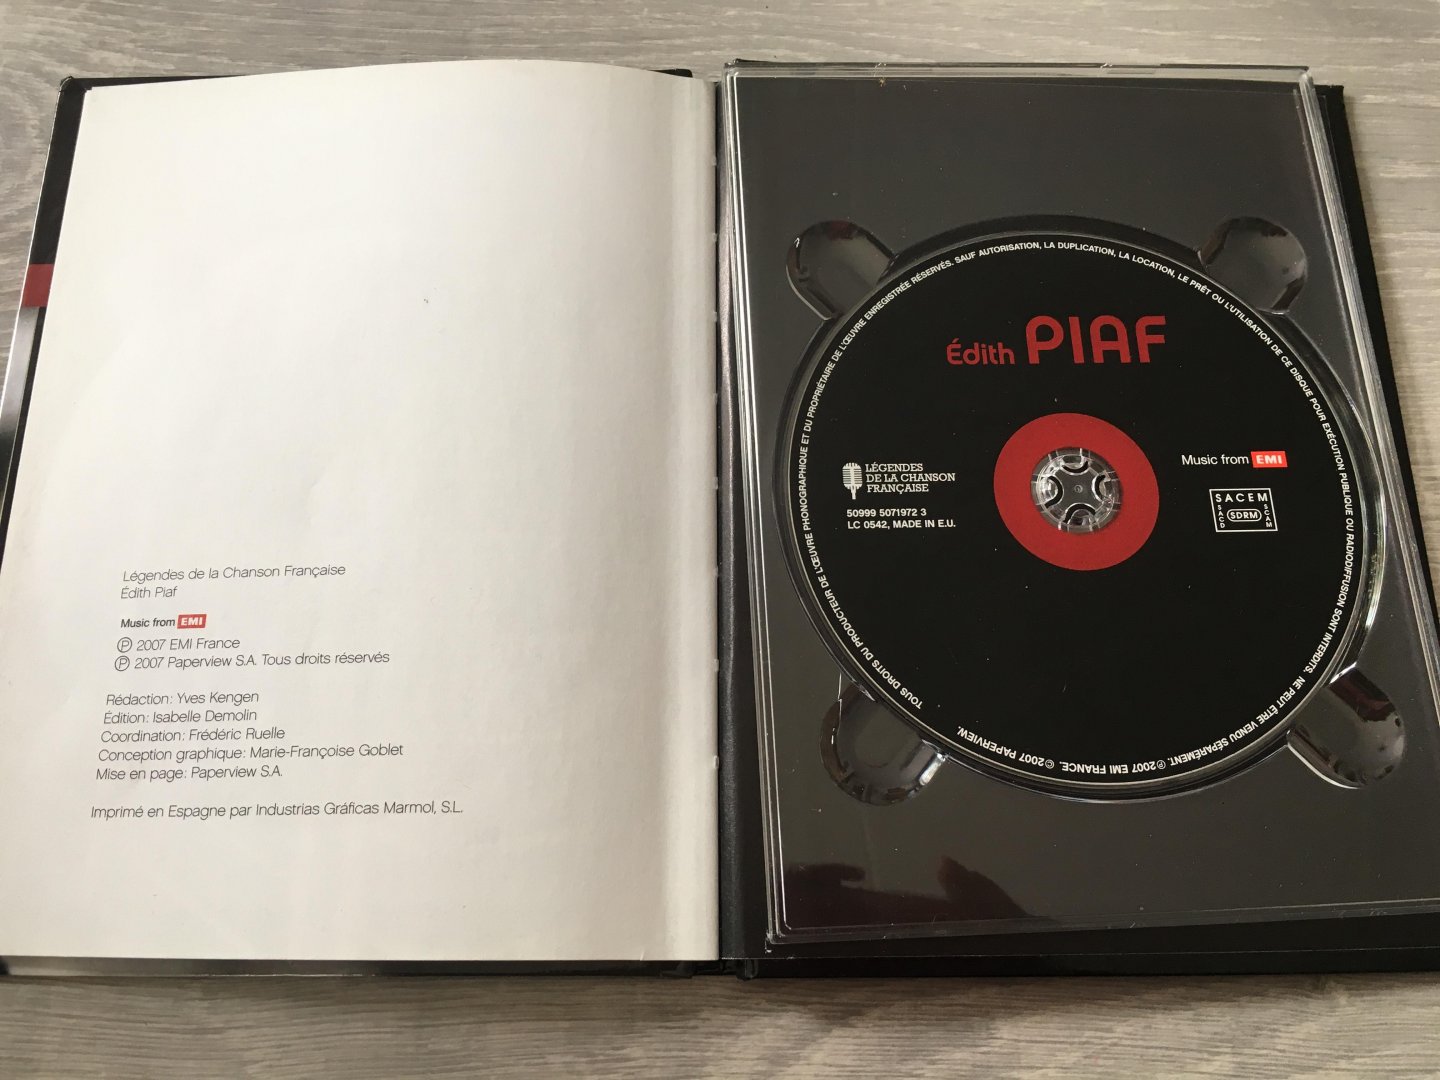 Légendes de la Chanson Française
Édith Piaf
Music from EMI
℗ 2007 EMI France
℗ 2007 Paperview S.A. Tous droits réservés
Rédaction: Yves Kengen
Édition: Isabelle Demolin
Coordination: Frédéric Ruelle
Conception graphique: Marie-Françoise Goblet
Mise en page: Paperview S.A.
Imprimé en Espagne par Industrias Gráficas Marmol, S.L.
Édith PIAF
LÉGENDES
DE LA CHANSON
FRANÇAISE
50999 5071972 3
LC 0542, MADE IN E.U.
Music from EMI
SACEM
SACD
SDRM
SCAM
TOUS DROITS DU PRODUCTEUR DE L'ŒUVRE PHONOGRAPHIQUE ET DU PROPRIÉTAIRE DE L'ŒUVRE ENREGISTRÉE RÉSERVÉS. SAUF AUTORISATION, LA DUPLICATION, LA LOCATION, LE PRÊT OU L'UTILISATION DE CE DISQUE POUR EXÉCUTION PUBLIQUE OU RADIODIFFUSION SONT INTERDITS. NE PEUT ÊTRE VENDU SÉPARÉMENT. ℗ 2007 EMI FRANCE. © 2007 PAPERVIEW.